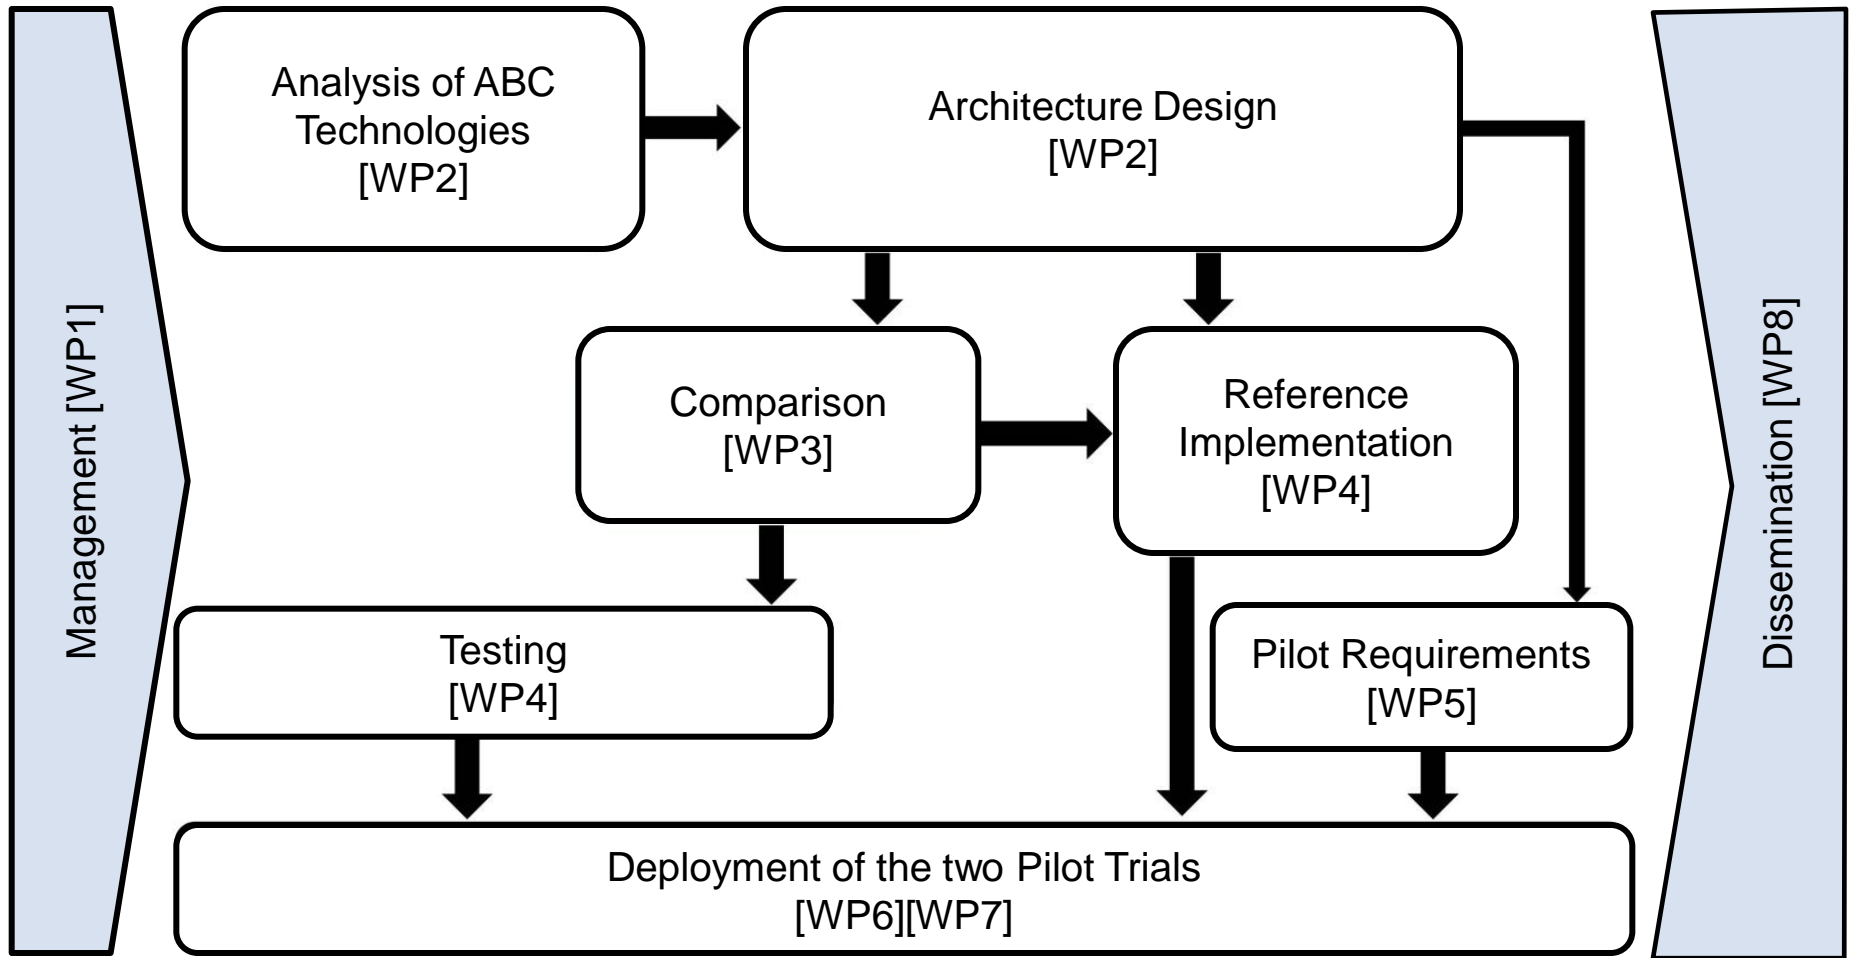 Management [WP1]
Analysis of ABC
Technologies
[WP2]
Architecture Design
[WP2]
Comparison
[WP3]
Reference
Implementation
[WP4]
Testing
[WP4]
Pilot Requirements
[WP5]
Deployment of the two Pilot Trials
[WP6][WP7]
Dissemination [WP8]